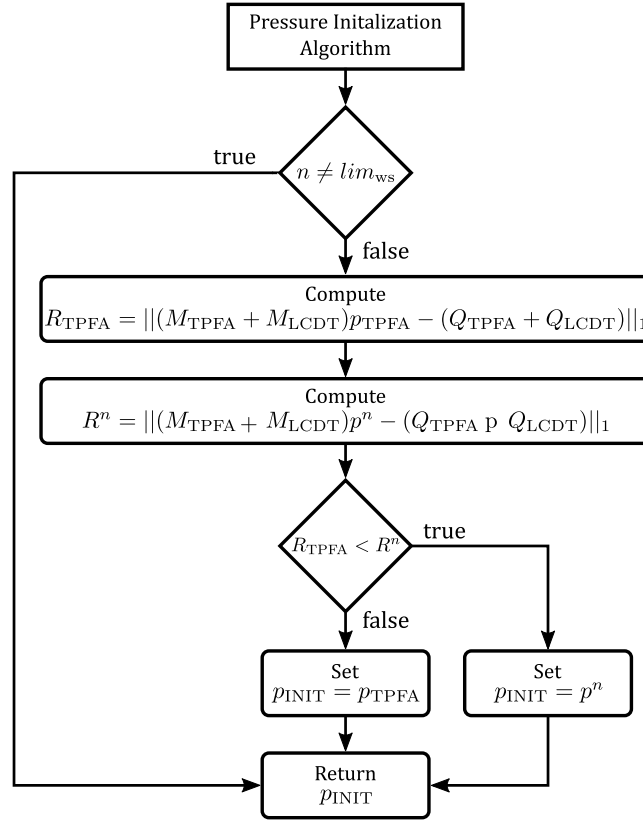 Pressure Initalization
Algorithm
true
n ≠ lim_ws
false
Compute
R_TPFA = ||(M_TPFA + M_LCDT)p_TPFA − (Q_TPFA + Q_LCDT)||_1
Compute
R^n = ||(M_TPFA + M_LCDT)p^n − (Q_TPFA p Q_LCDT)||_1
R_TPFA < R^n
true
false
Set
p_INIT = p_TPFA
Set
p_INIT = p^n
Return
p_INIT